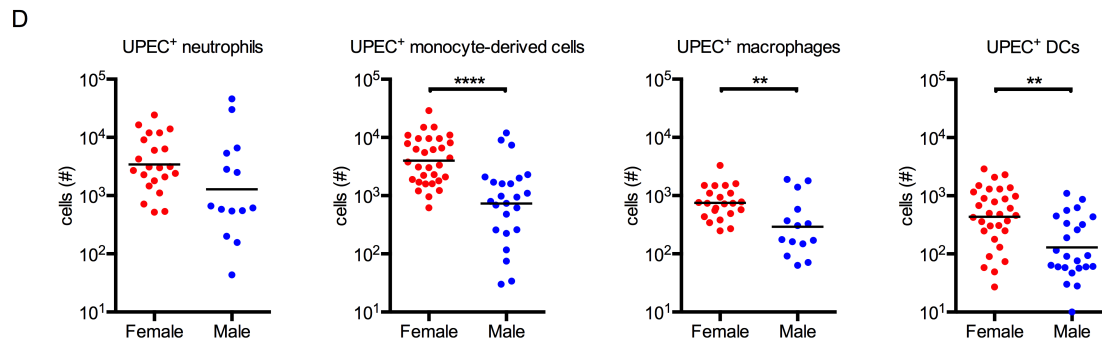 D
UPEC⁺ neutrophils
cells (#)
10⁵
10⁴
10³
10²
10¹
Female Male
UPEC⁺ monocyte-derived cells
****
cells (#)
10⁵
10⁴
10³
10²
10¹
Female Male
UPEC⁺ macrophages
**
cells (#)
10⁵
10⁴
10³
10²
10¹
Female Male
UPEC⁺ DCs
**
cells (#)
10⁵
10⁴
10³
10²
10¹
Female Male